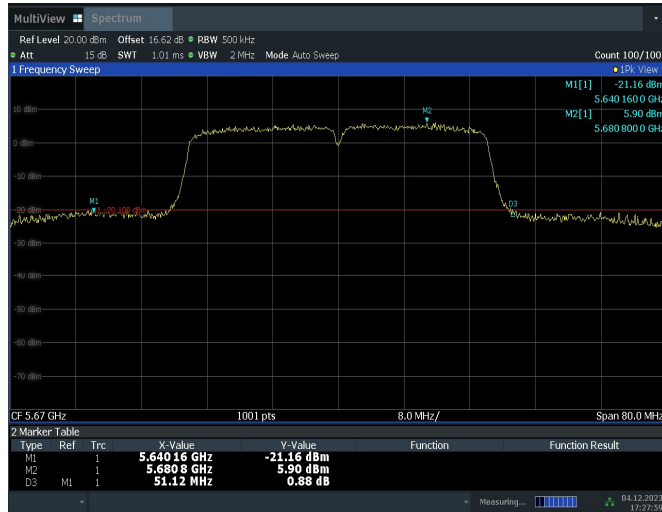 MultiView Spectrum
Ref Level 20.00 dBm Offset 16.62 dB RBW 500 kHz
Att 15 dB SWT 1.01 ms VBW 2 MHz Mode Auto Sweep Count 100/100
1 Frequency Sweep 1Pk View
M1[1] -21.16 dBm
5.640 160 0 GHz
M2[1] 5.90 dBm
5.680 800 0 GHz
10 dBm
M2
0 dBm
-10 dBm
M1
D3
-20 dBm
-20.100 dBm
-30 dBm
-40 dBm
-50 dBm
-60 dBm
-70 dBm
CF 5.67 GHz 1001 pts 8.0 MHz/ Span 80.0 MHz
2 Marker Table
Type Ref Trc X-Value Y-Value Function Function Result
M1 1 5.640 16 GHz -21.16 dBm
M2 1 5.680 8 GHz 5.90 dBm
D3 M1 1 51.12 MHz 0.88 dB
Measuring... 04.12.2023
17:27:59